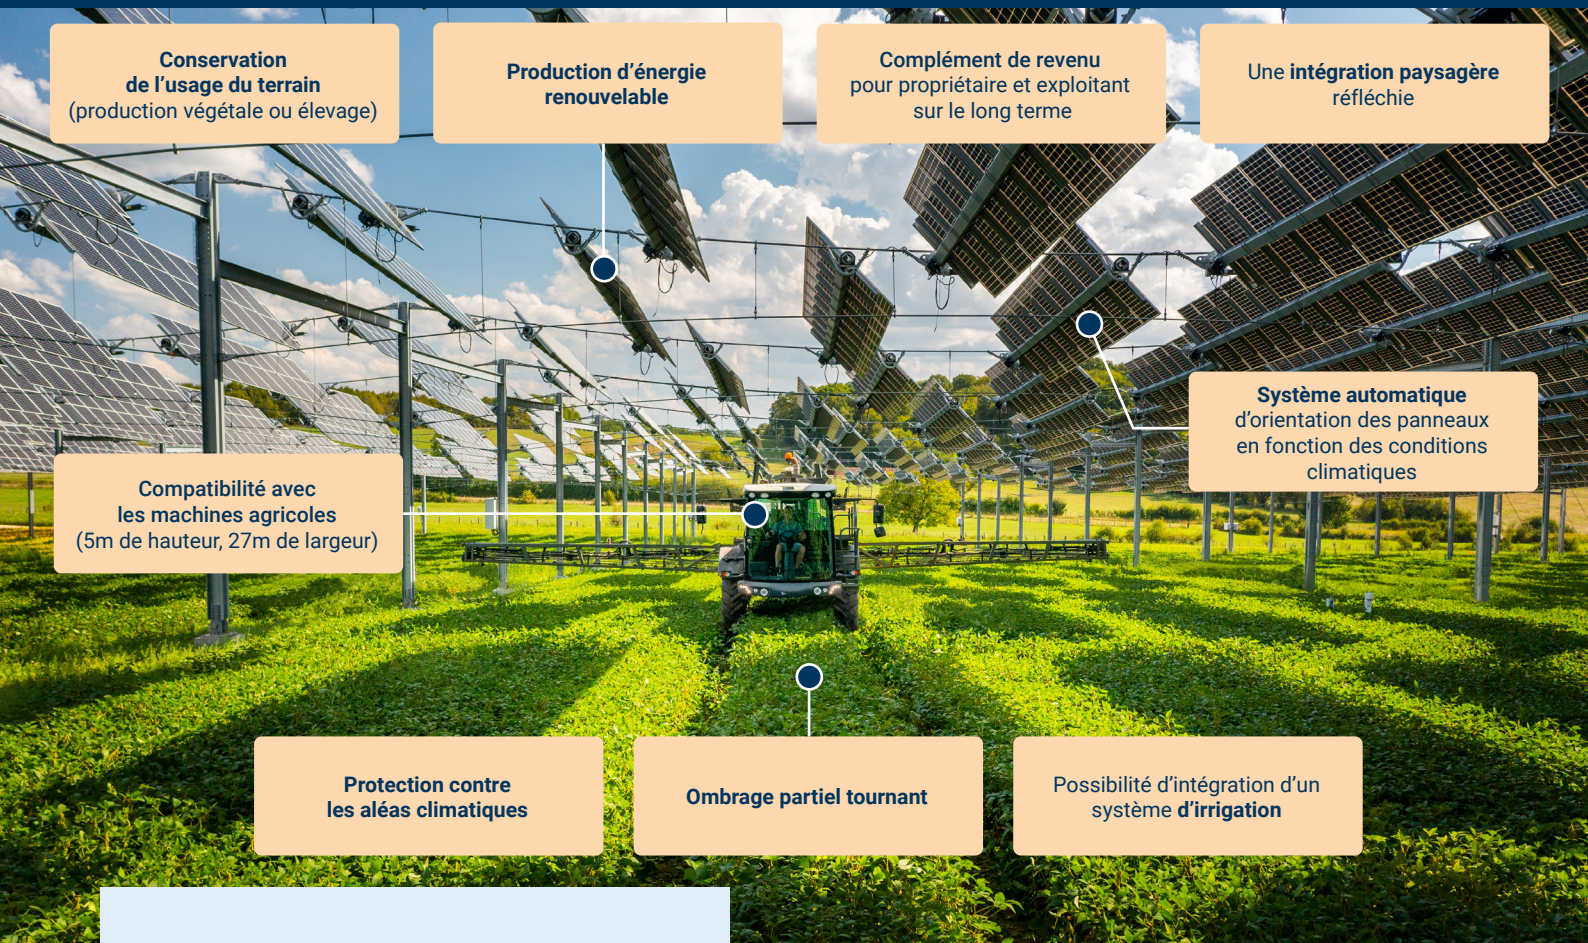 Conservation
de l’usage du terrain
(production végétale ou élevage)
Production d’énergie
renouvelable
Complément de revenu
pour propriétaire et exploitant
sur le long terme
Une intégration paysagère
réfléchie
Système automatique
d’orientation des panneaux
en fonction des conditions
climatiques
Compatibilité avec
les machines agricoles
(5m de hauteur, 27m de largeur)
Protection contre
les aléas climatiques
Ombrage partiel tournant
Possibilité d’intégration d’un
système d’irrigation